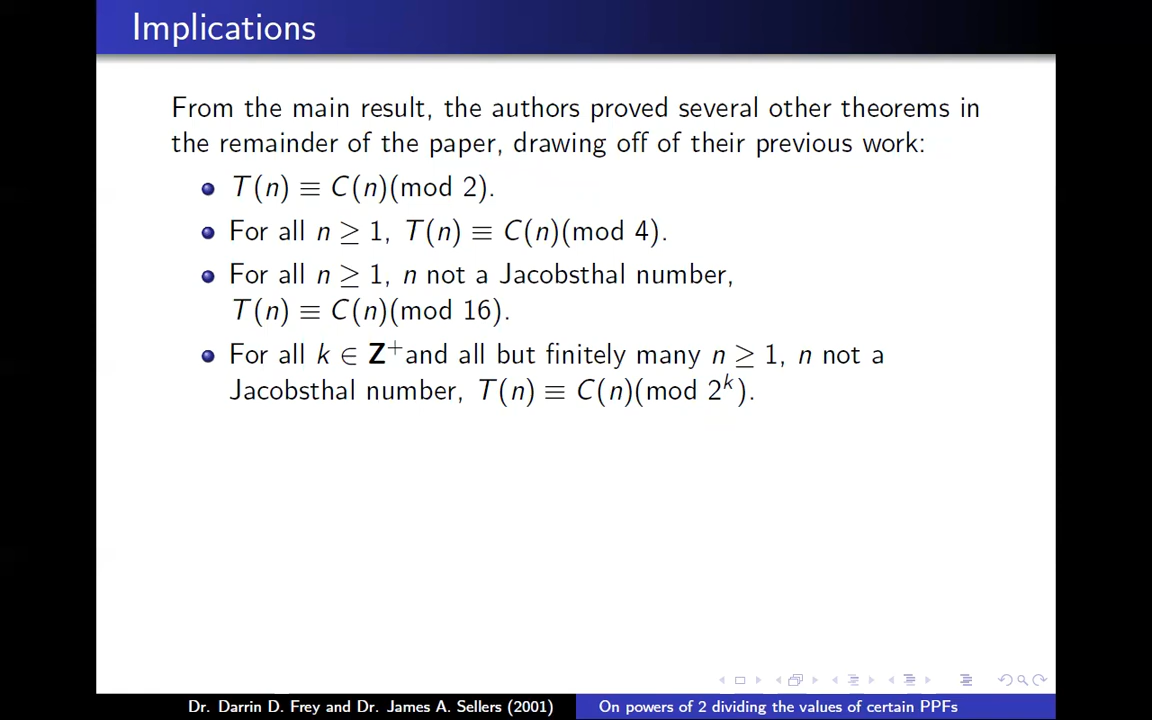 Implications
From the main result, the authors proved several other theorems in
the remainder of the paper, drawing off of their previous work:
T(n) ≡ C(n)(mod 2).
For all n ≥ 1, T(n) ≡ C(n)(mod 4).
For all n ≥ 1, n not a Jacobsthal number,
T(n) ≡ C(n)(mod 16).
For all k ∈ Z⁺and all but finitely many n ≥ 1, n not a
Jacobsthal number, T(n) ≡ C(n)(mod 2ᵏ).
Dr. Darrin D. Frey and Dr. James A. Sellers (2001)
On powers of 2 dividing the values of certain PPFs